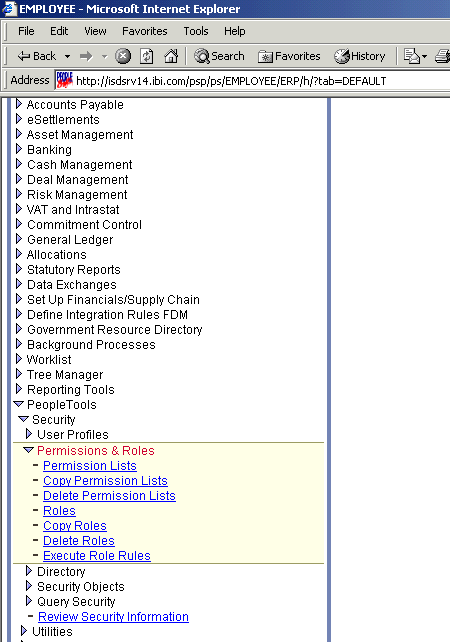 EMPLOYEE - Microsoft Internet Explorer
File Edit View Favorites Tools Help
Back Search Favorites History
Address http://isdsrv14.ibi.com/psp/ps/EMPLOYEE/ERP/h/?tab=DEFAULT
Accounts Payable
eSettlements
Asset Management
Banking
Cash Management
Deal Management
Risk Management
VAT and Intrastat
Commitment Control
General Ledger
Allocations
Statutory Reports
Data Exchanges
Set Up Financials/Supply Chain
Define Integration Rules FDM
Government Resource Directory
Background Processes
Worklist
Tree Manager
Reporting Tools
PeopleTools
Security
User Profiles
Permissions & Roles
- Permission Lists
- Copy Permission Lists
- Delete Permission Lists
- Roles
- Copy Roles
- Delete Roles
- Execute Role Rules
Directory
Security Objects
Query Security
- Review Security Information
Utilities